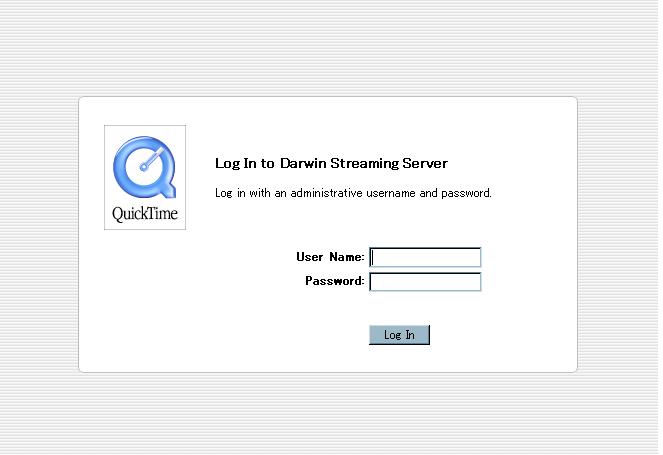 Log In to Darwin Streaming Server
Log in with an administrative username and password.
QuickTime
User Name:
Password:
Log In